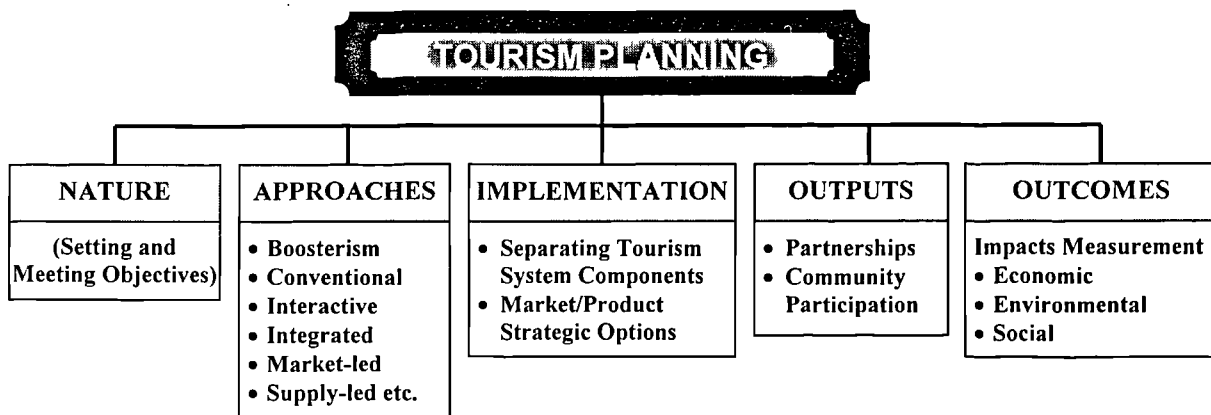 TOURISM PLANNING
NATURE
(Setting and
Meeting Objectives)
APPROACHES
• Boosterism
• Conventional
• Interactive
• Integrated
• Market-led
• Supply-led etc.
IMPLEMENTATION
• Separating Tourism
System Components
• Market/Product
Strategic Options
OUTPUTS
• Partnerships
• Community
Participation
OUTCOMES
Impacts Measurement
• Economic
• Environmental
• Social